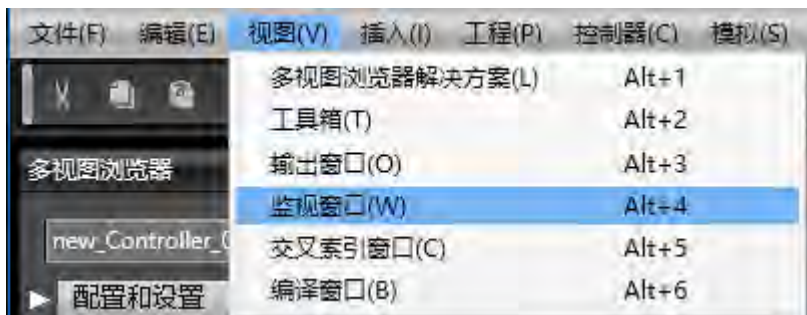 文件(F) 编辑(E) 视图(V) 插入(I) 工程(P) 控制器(C) 模拟(S)
多视图浏览器解决方案(L) Alt+1
工具箱(T) Alt+2
多视图浏览器
输出窗口(O) Alt+3
监视窗口(W) Alt+4
new_Controller_
交叉索引窗口(C) Alt+5
配置和设置
编译窗口(B) Alt+6